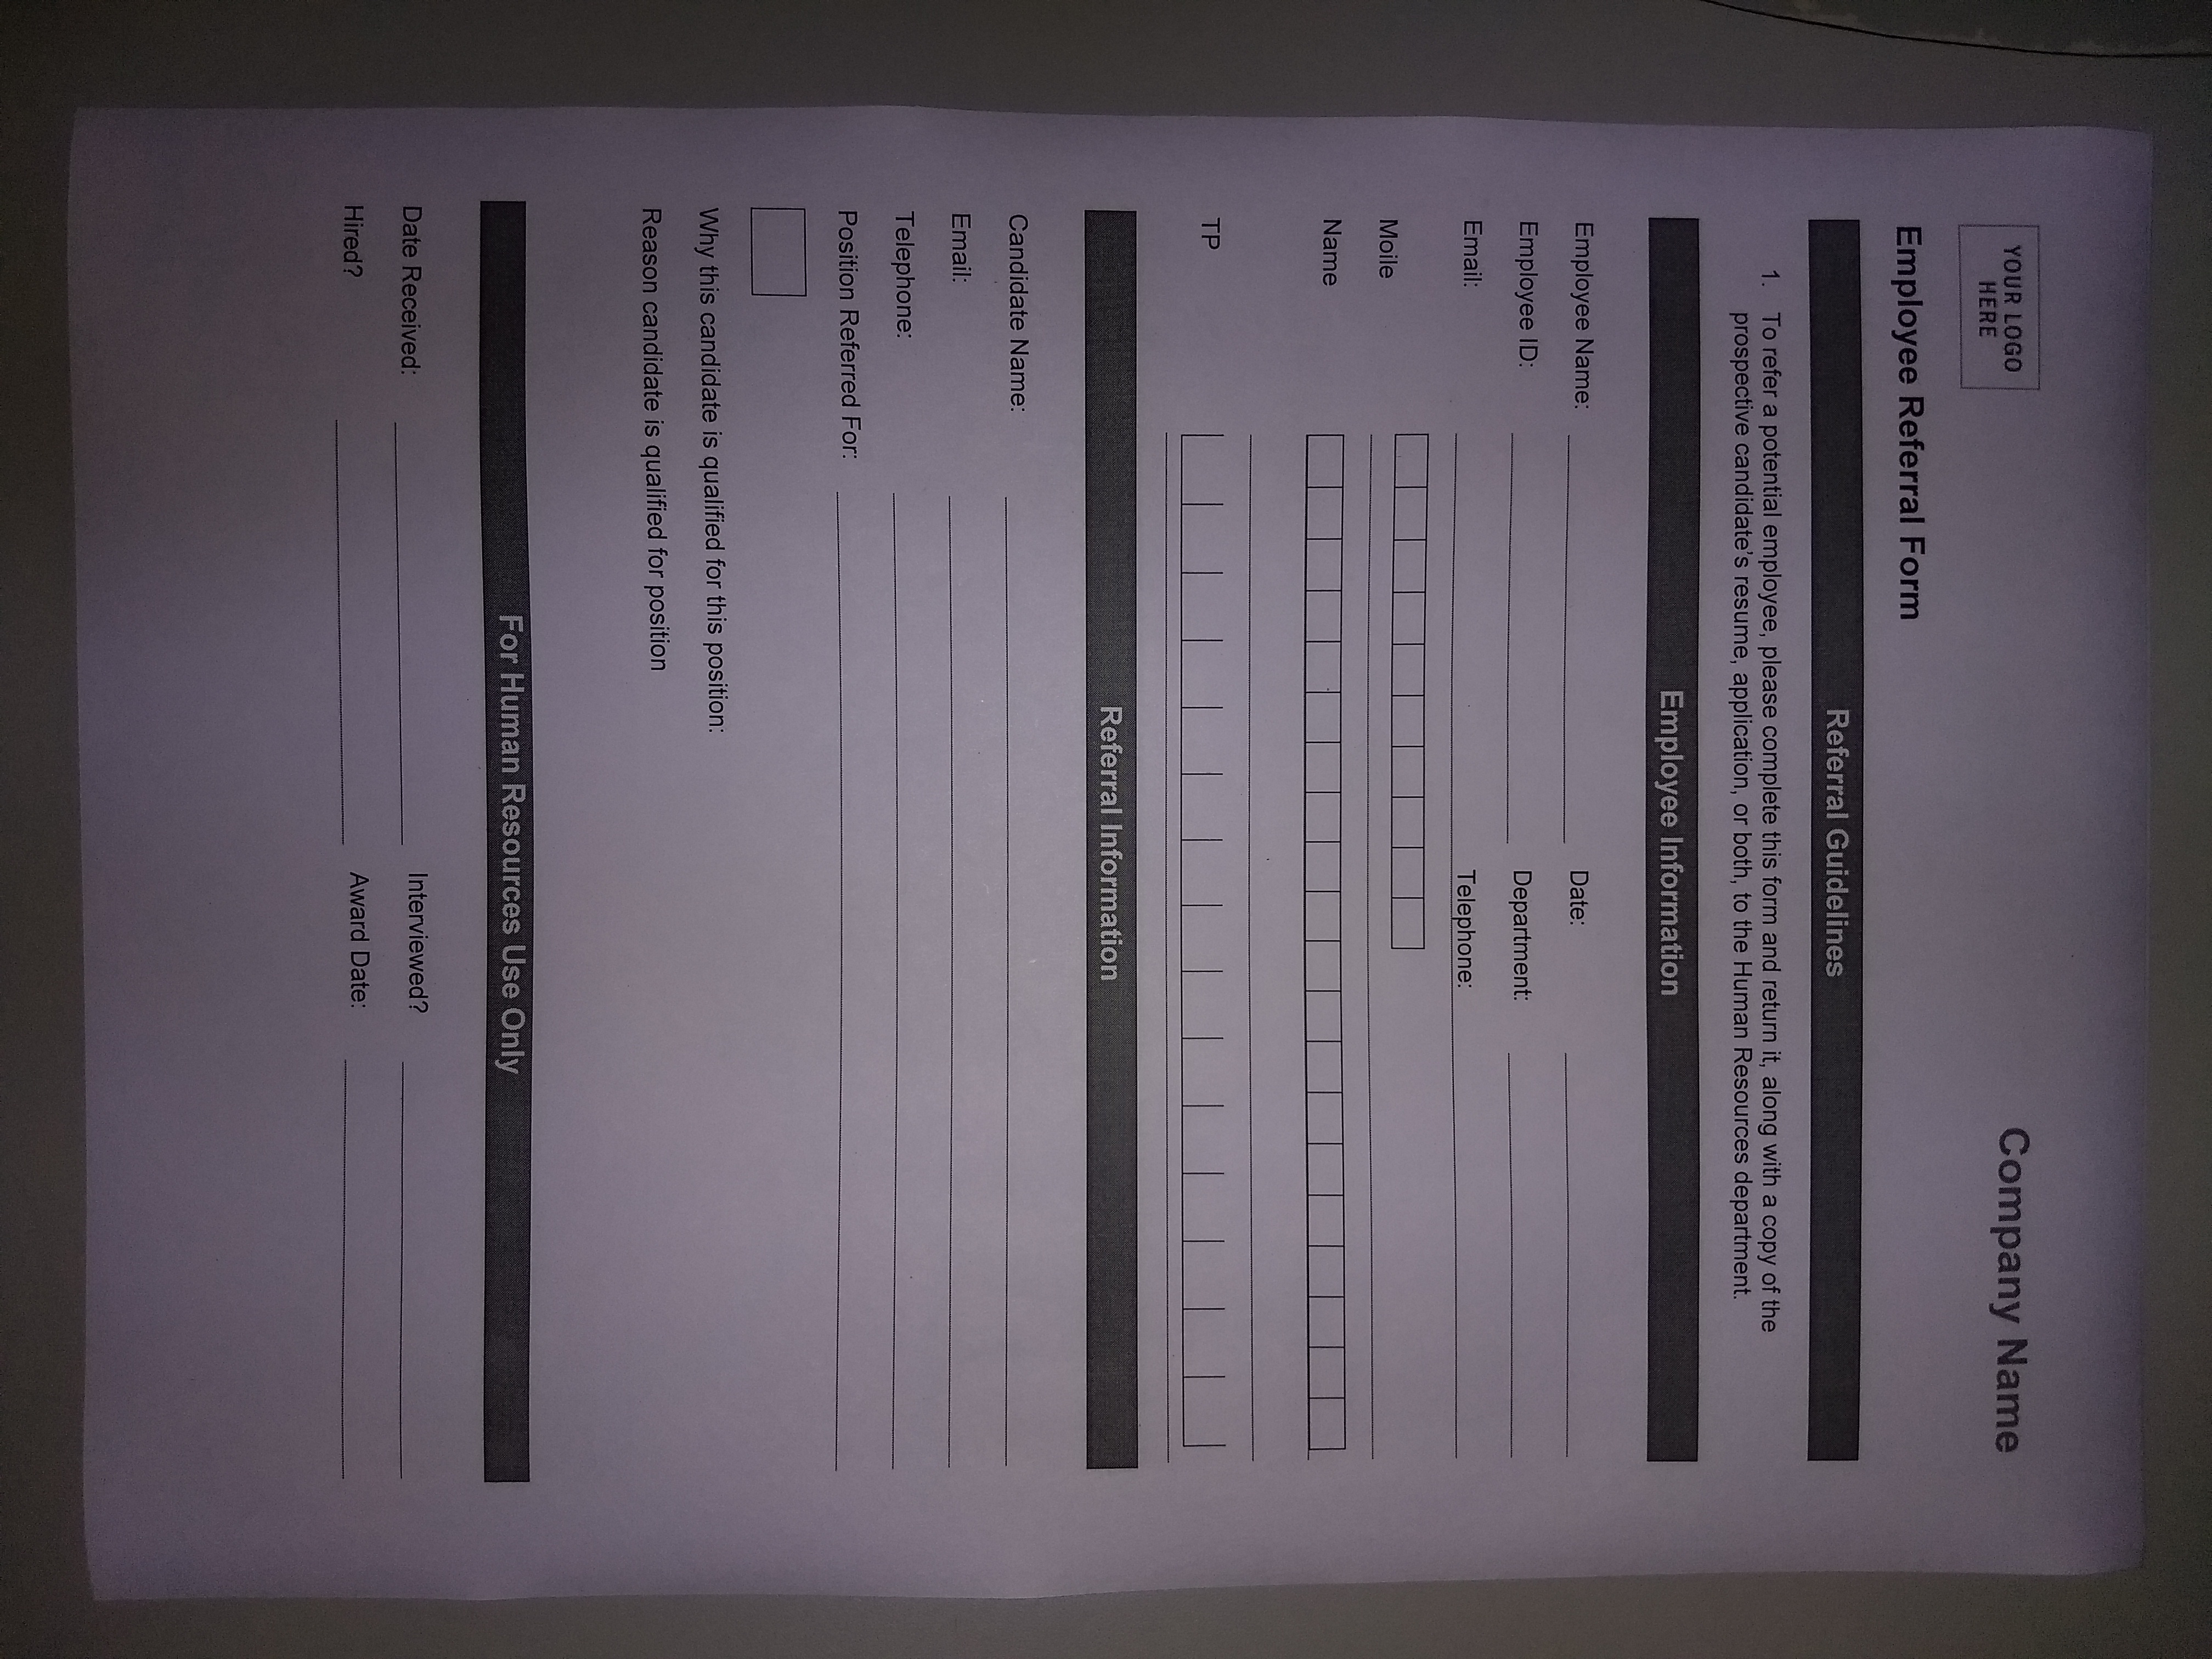 YOUR LOGO
HERE
Company Name
Employee Referral Form
Referral Guidelines
1. To refer a potential employee, please complete this form and return it, along with a copy of the
prospective candidate's resume, application, or both, to the Human Resources department.
Employee Information
Employee Name: Date:
Employee ID: Department:
Email: Telephone:
Moile
Name
TP
Referral Information
Candidate Name:
Email:
Telephone:
Position Referred For:
Why this candidate is qualified for this position:
Reason candidate is qualified for position
For Human Resources Use Only
Date Received: Interviewed?
Hired? Award Date: